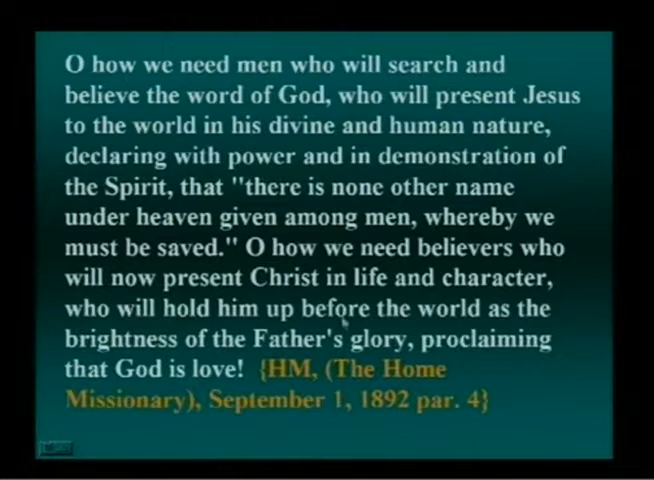 O how we need men who will search and
believe the word of God, who will present Jesus
to the world in his divine and human nature,
declaring with power and in demonstration of
the Spirit, that "there is none other name
under heaven given among men, whereby we
must be saved." O how we need believers who
will now present Christ in life and character,
who will hold him up before the world as the
brightness of the Father's glory, proclaiming
that God is love! {HM, (The Home
Missionary), September 1, 1892 par. 4}